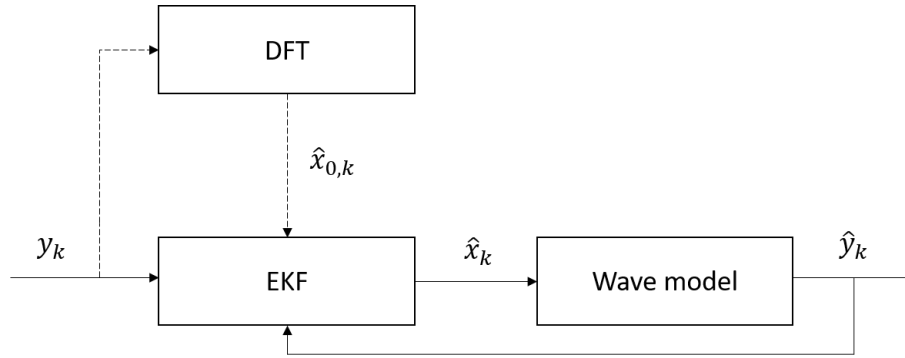 DFT
x̂₀,ₖ
yₖ
EKF
x̂ₖ
Wave model
ŷₖ